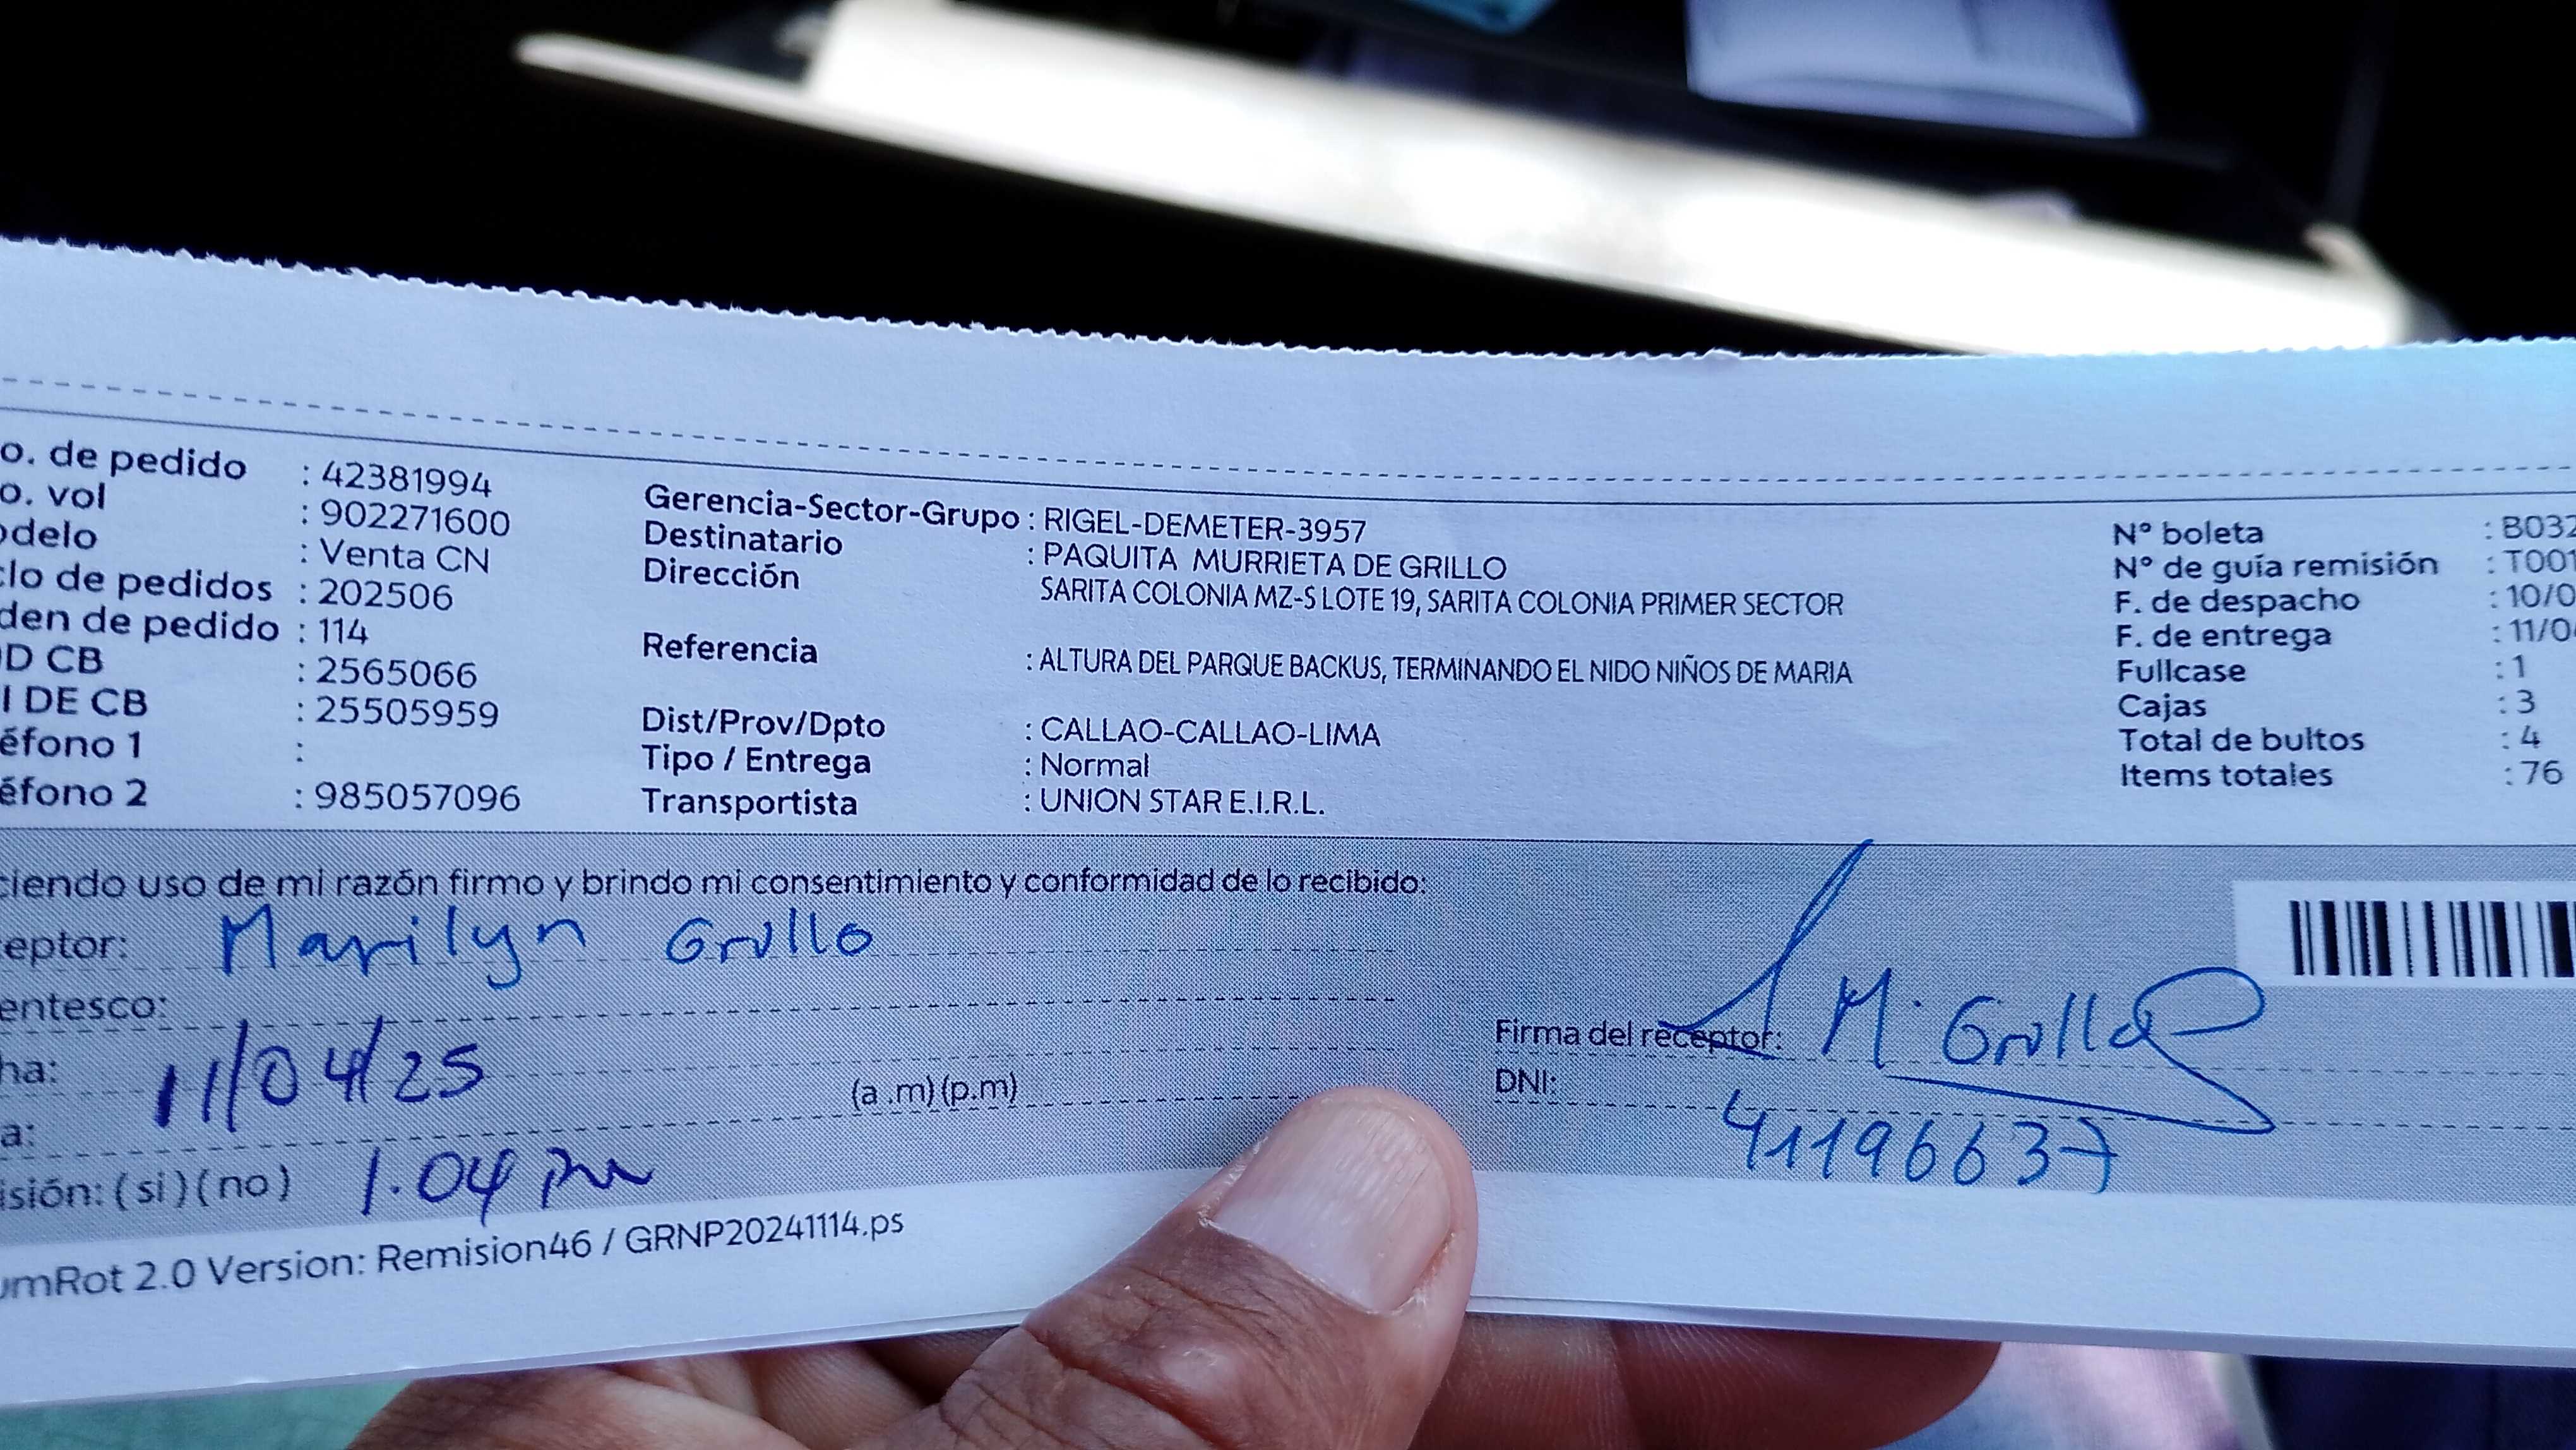 o. de pedido : 42381994
o. vol : 902271600
odelo : Venta CN
clo de pedidos : 202506
den de pedido : 114
D CB : 2565066
I DE CB : 25505959
éfono 1 :
éfono 2 : 985057096
Gerencia-Sector-Grupo : RIGEL-DEMETER-3957
Destinatario : PAQUITA MURRIETA DE GRILLO
Dirección SARITA COLONIA MZ-S LOTE 19, SARITA COLONIA PRIMER SECTOR
Referencia : ALTURA DEL PARQUE BACKUS, TERMINANDO EL NIDO NIÑOS DE MARIA
Dist/Prov/Dpto : CALLAO-CALLAO-LIMA
Tipo / Entrega : Normal
Transportista : UNION STAR E.I.R.L.
Nº boleta : B032
Nº de guía remisión : T001
F. de despacho : 10/0
F. de entrega : 11/0
Fullcase : 1
Cajas : 3
Total de bultos : 4
Items totales : 76
ciendo uso de mi razón firmo y brindo mi consentimiento y conformidad de lo recibido:
ceptor: Marilyn Grillo
entesco:
ha: 11/04/25
a: (a .m) (p.m)
isión: ( si ) ( no ) 1.04 pm
Firma del receptor: M. Grillo
DNI: 41196637
umRot 2.0 Version: Remision46 / GRNP20241114.ps